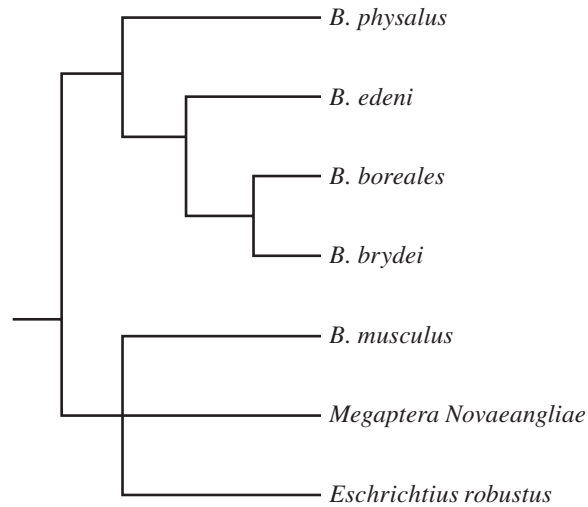 B. physalus
B. edeni
B. boreales
B. brydei
B. musculus
Megaptera Novaeangliae
Eschrichtius robustus